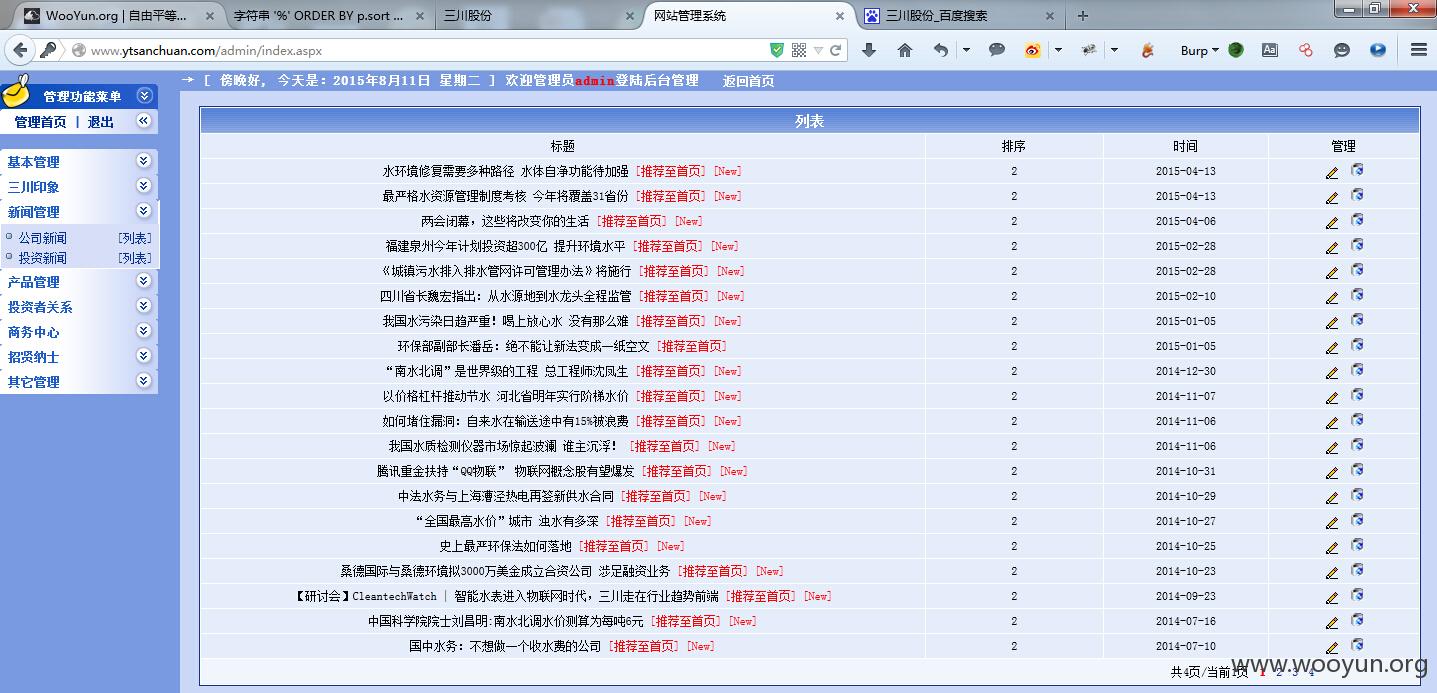 WooYun.org | 自由平等...
字符串 '%' ORDER BY p.sort ...
三川股份
网站管理系统
三川股份_百度搜索
www.ytsanchuan.com/admin/index.aspx
Burp
管理功能菜单
→ [ 傍晚好, 今天是：2015年8月11日 星期二 ] 欢迎管理员admin登陆后台管理 返回首页
管理首页 | 退出
基本管理
三川印象
新闻管理
公司新闻 [列表]
投资新闻 [列表]
产品管理
投资者关系
商务中心
招贤纳士
其它管理
列表
标题 排序 时间 管理
水环境修复需要多种路径 水体自净功能待加强 [推荐至首页] [New] 2 2015-04-13
最严格水资源管理制度考核 今年将覆盖31省份 [推荐至首页] [New] 2 2015-04-13
两会闭幕，这些将改变你的生活 [推荐至首页] [New] 2 2015-04-06
福建泉州今年计划投资超300亿 提升环境水平 [推荐至首页] [New] 2 2015-02-28
《城镇污水排入排水管网许可管理办法》将施行 [推荐至首页] [New] 2 2015-02-28
四川省长魏宏指出：从水源地到水龙头全程监管 [推荐至首页] [New] 2 2015-02-10
我国水污染日趋严重！喝上放心水 没有那么难 [推荐至首页] [New] 2 2015-01-05
环保部副部长潘岳：绝不能让新法变成一纸空文 [推荐至首页] 2 2015-01-05
“南水北调”是世界级的工程 总工程师沈凤生 [推荐至首页] [New] 2 2014-12-30
以价格杠杆推动节水 河北省明年实行阶梯水价 [推荐至首页] [New] 2 2014-11-07
如何堵住漏洞：自来水在输送途中有15%被浪费 [推荐至首页] [New] 2 2014-11-06
我国水质检测仪器市场惊起波澜 谁主沉浮！ [推荐至首页] [New] 2 2014-11-06
腾讯重金扶持“QQ物联” 物联网概念股有望爆发 [推荐至首页] [New] 2 2014-10-31
中法水务与上海漕泾热电再签新供水合同 [推荐至首页] [New] 2 2014-10-29
“全国最高水价”城市 浊水有多深 [推荐至首页] [New] 2 2014-10-27
史上最严环保法如何落地 [推荐至首页] [New] 2 2014-10-25
桑德国际与桑德环境拟3000万美金成立合资公司 涉足融资业务 [推荐至首页] [New] 2 2014-10-23
【研讨会】CleantechWatch | 智能水表进入物联网时代，三川走在行业趋势前端 [推荐至首页] [New] 2 2014-09-23
中国科学院院士刘昌明:南水北调水价测算为每吨6元 [推荐至首页] [New] 2 2014-07-16
国中水务：不想做一个收水费的公司 [推荐至首页] [New] 2 2014-07-10
共4页/当前1页 1 2 3 4
www.wooyun.org